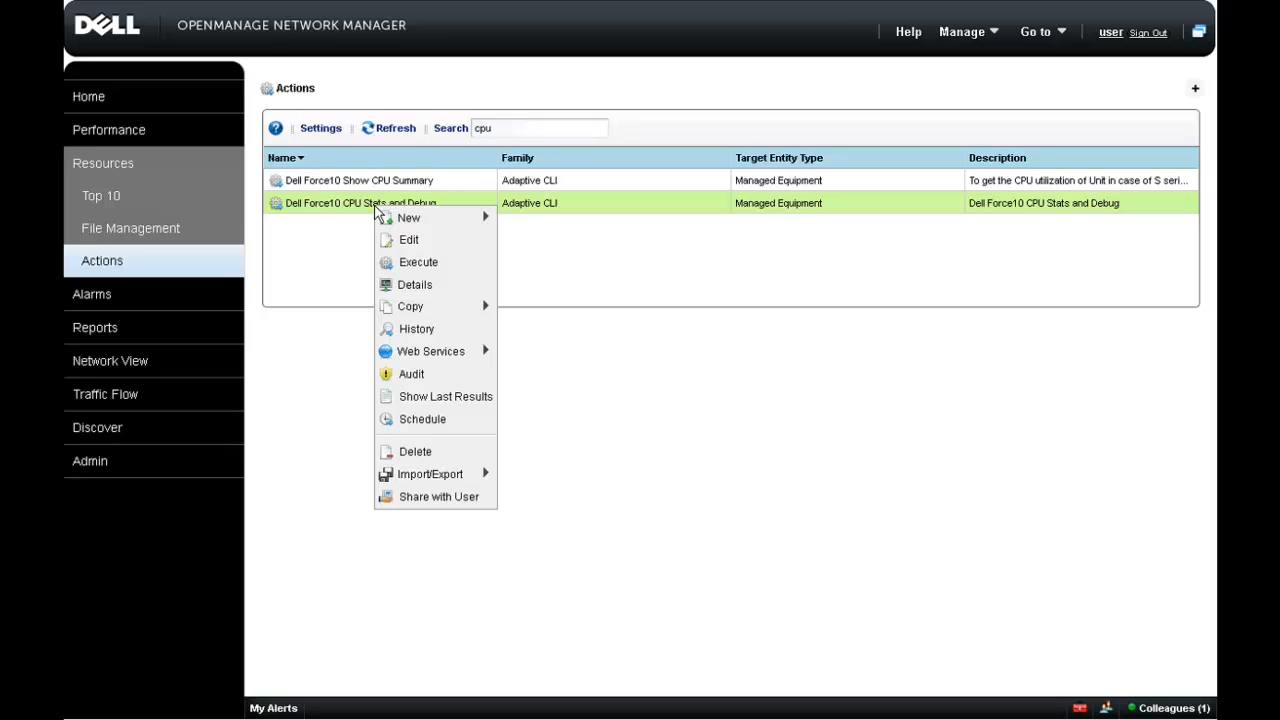 DELL
OPENMANAGE NETWORK MANAGER
Help Manage Go to user Sign Out
Home
Performance
Resources
Top 10
File Management
Actions
Alarms
Reports
Network View
Traffic Flow
Discover
Admin
Actions
Settings Refresh Search cpu
Name Family Target Entity Type Description
Dell Force10 Show CPU Summary Adaptive CLI Managed Equipment To get the CPU utilization of Unit in case of S seri...
Dell Force10 CPU Stats and Debug Adaptive CLI Managed Equipment Dell Force10 CPU Stats and Debug
New
Edit
Execute
Details
Copy
History
Web Services
Audit
Show Last Results
Schedule
Delete
Import/Export
Share with User
My Alerts Colleagues (1)